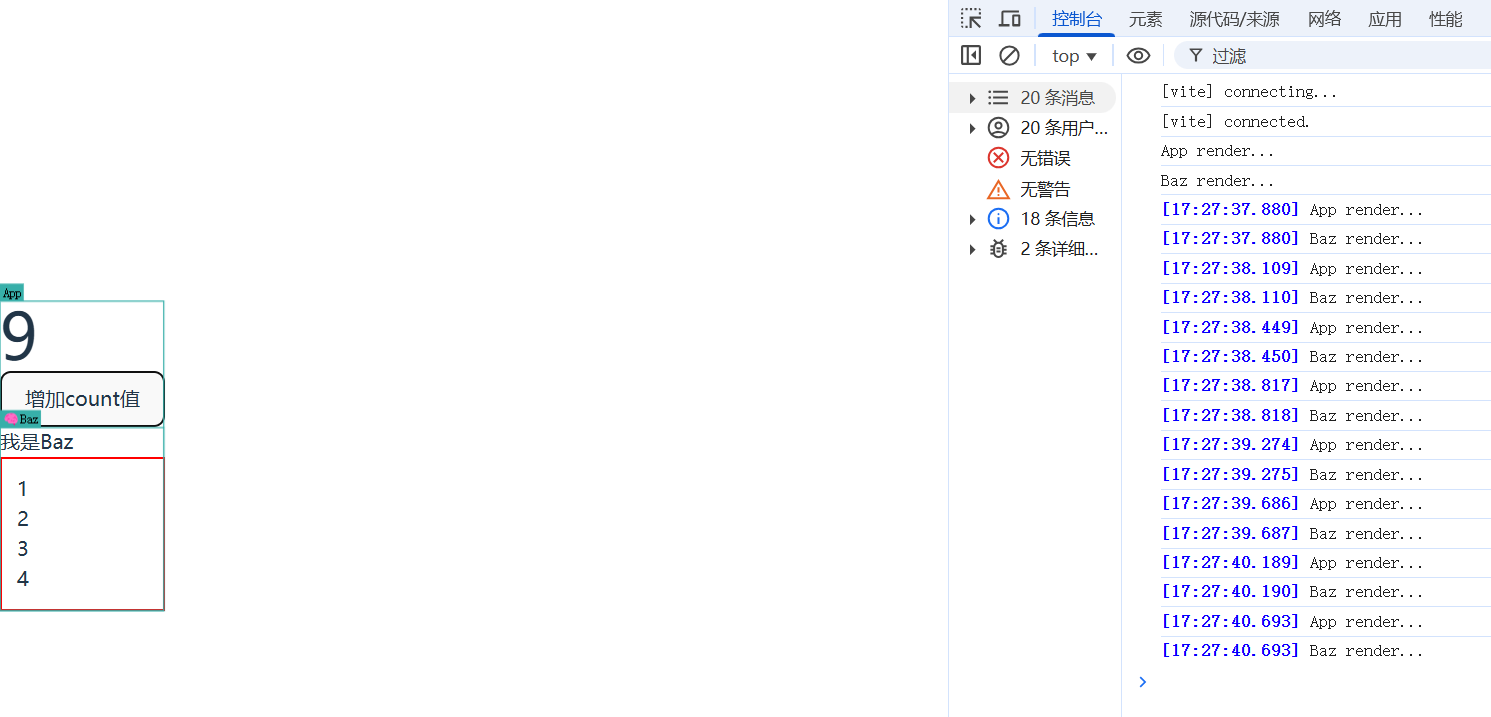 App
9
增加count值
Baz
我是Baz
1
2
3
4
控制台 元素 源代码/来源 网络 应用 性能
top ▼ 过滤
20 条消息
20 条用户...
无错误
无警告
18 条信息
2 条详细...
[vite] connecting...
[vite] connected.
App render...
Baz render...
[17:27:37.880] App render...
[17:27:37.880] Baz render...
[17:27:38.109] App render...
[17:27:38.110] Baz render...
[17:27:38.449] App render...
[17:27:38.450] Baz render...
[17:27:38.817] App render...
[17:27:38.818] Baz render...
[17:27:39.274] App render...
[17:27:39.275] Baz render...
[17:27:39.686] App render...
[17:27:39.687] Baz render...
[17:27:40.189] App render...
[17:27:40.190] Baz render...
[17:27:40.693] App render...
[17:27:40.693] Baz render...